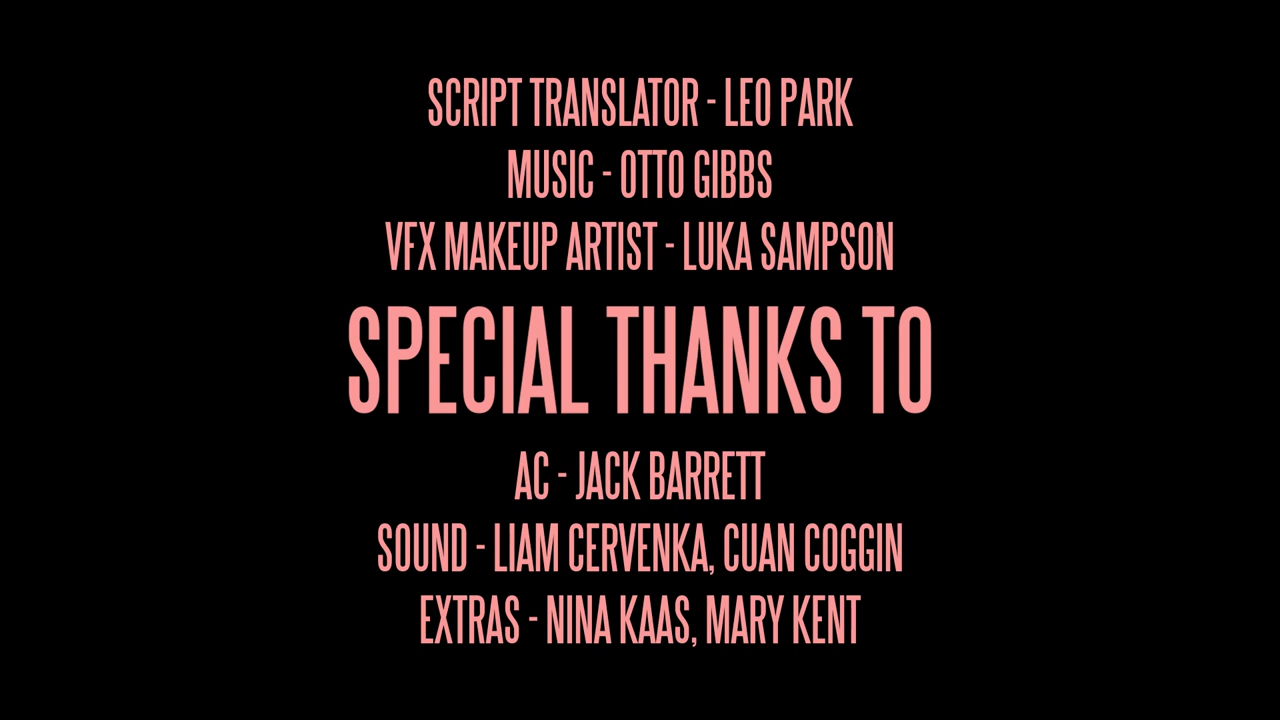 SCRIPT TRANSLATOR - LEO PARK
MUSIC - OTTO GIBBS
VFX MAKEUP ARTIST - LUKA SAMPSON
SPECIAL THANKS TO
AC - JACK BARRETT
SOUND - LIAM CERVENKA, CUAN COGGIN
EXTRAS - NINA KAAS, MARY KENT